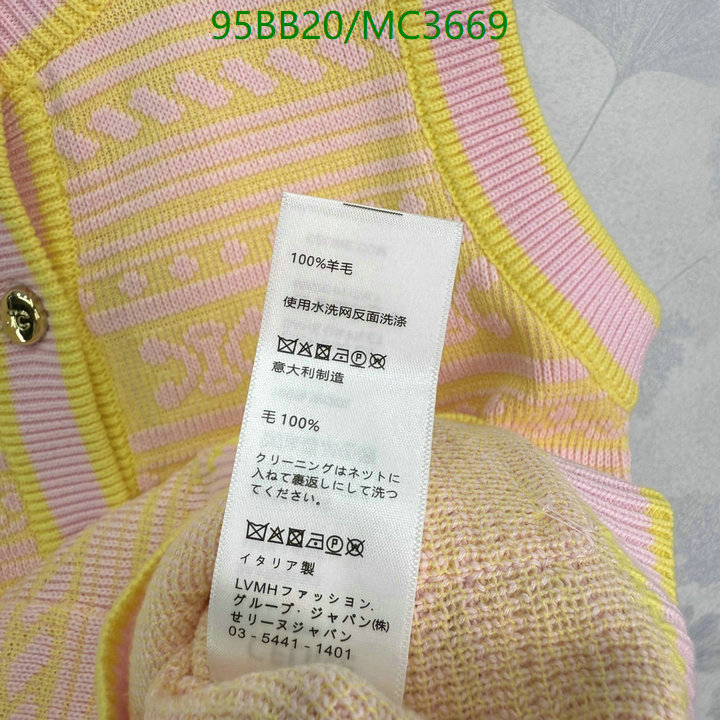 95BB20/MC3669
100%羊毛
使用水洗网反面洗涤
意大利制造
毛 100%
クリーニングはネットに
入れて裏返しにして洗っ
てください。
イタリア製
LVMHファッション.
グループ・ジャパン㈱
セリーヌジャパン
03-5441-1401